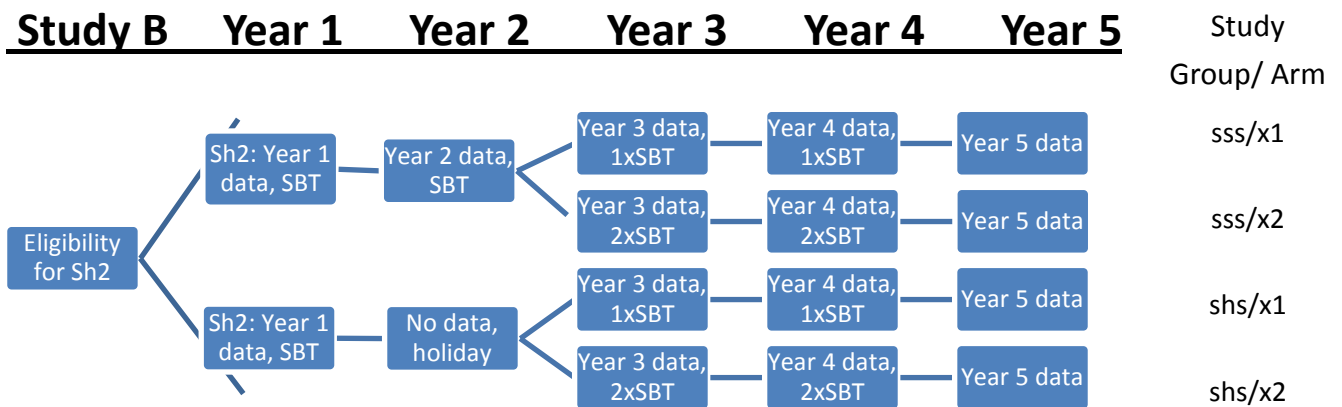 Study B Year 1 Year 2 Year 3 Year 4 Year 5 Study
Group/ Arm
Year 3 data, Year 4 data, Year 5 data sss/x1
1xSBT 1xSBT
Sh2: Year 1 Year 2 data,
data, SBT SBT
Year 3 data, Year 4 data, Year 5 data sss/x2
2xSBT 2xSBT
Eligibility
for Sh2
Year 3 data, Year 4 data, Year 5 data shs/x1
1xSBT 1xSBT
Sh2: Year 1 No data,
data, SBT holiday
Year 3 data, Year 4 data, Year 5 data shs/x2
2xSBT 2xSBT